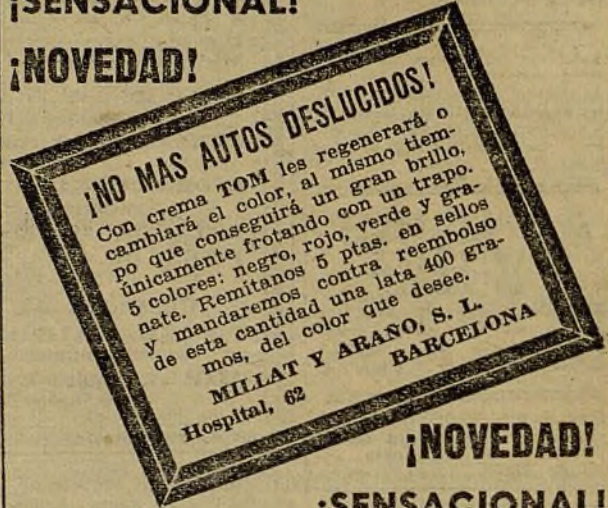 ¡SENSACIONAL!
¡NOVEDAD!
¡NO MAS AUTOS DESLUCIDOS!
Con crema TOM les regenerará o
cambiará el color, al mismo tiem-
po que conseguirá un gran brillo,
únicamente frotando con un trapo.
5 colores: negro, rojo, verde y gra-
nate. Remítanos 5 ptas. en sellos
y mandaremos contra reembolso
de esta cantidad una lata 400 gra-
mos, del color que desee.
MILLAT Y ARAÑO, S. L.
Hospital, 62 BARCELONA
¡NOVEDAD!
¡SENSACIONAL!